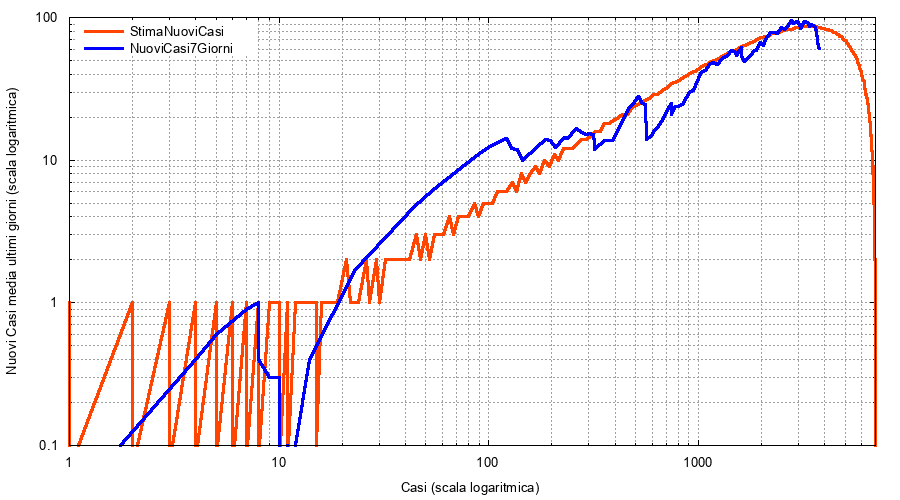 StimaNuoviCasi
NuoviCasi7Giorni
Nuovi Casi media ultimi giorni (scala logaritmica)
100
10
1
0.1
1
10
100
1000
Casi (scala logaritmica)